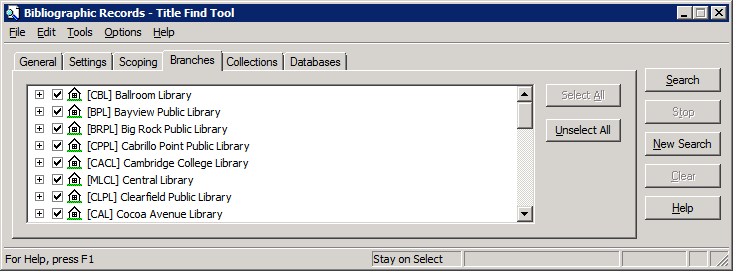 Bibliographic Records - Title Find Tool
File Edit Tools Options Help
General Settings Scoping Branches Collections Databases
[CBL] Ballroom Library
[BPL] Bayview Public Library
[BRPL] Big Rock Public Library
[CPPL] Cabrillo Point Public Library
[CACL] Cambridge College Library
[MLCL] Central Library
[CLPL] Clearfield Public Library
[CAL] Cocoa Avenue Library
Select All
Unselect All
Search
Stop
New Search
Clear
Help
For Help, press F1 Stay on Select